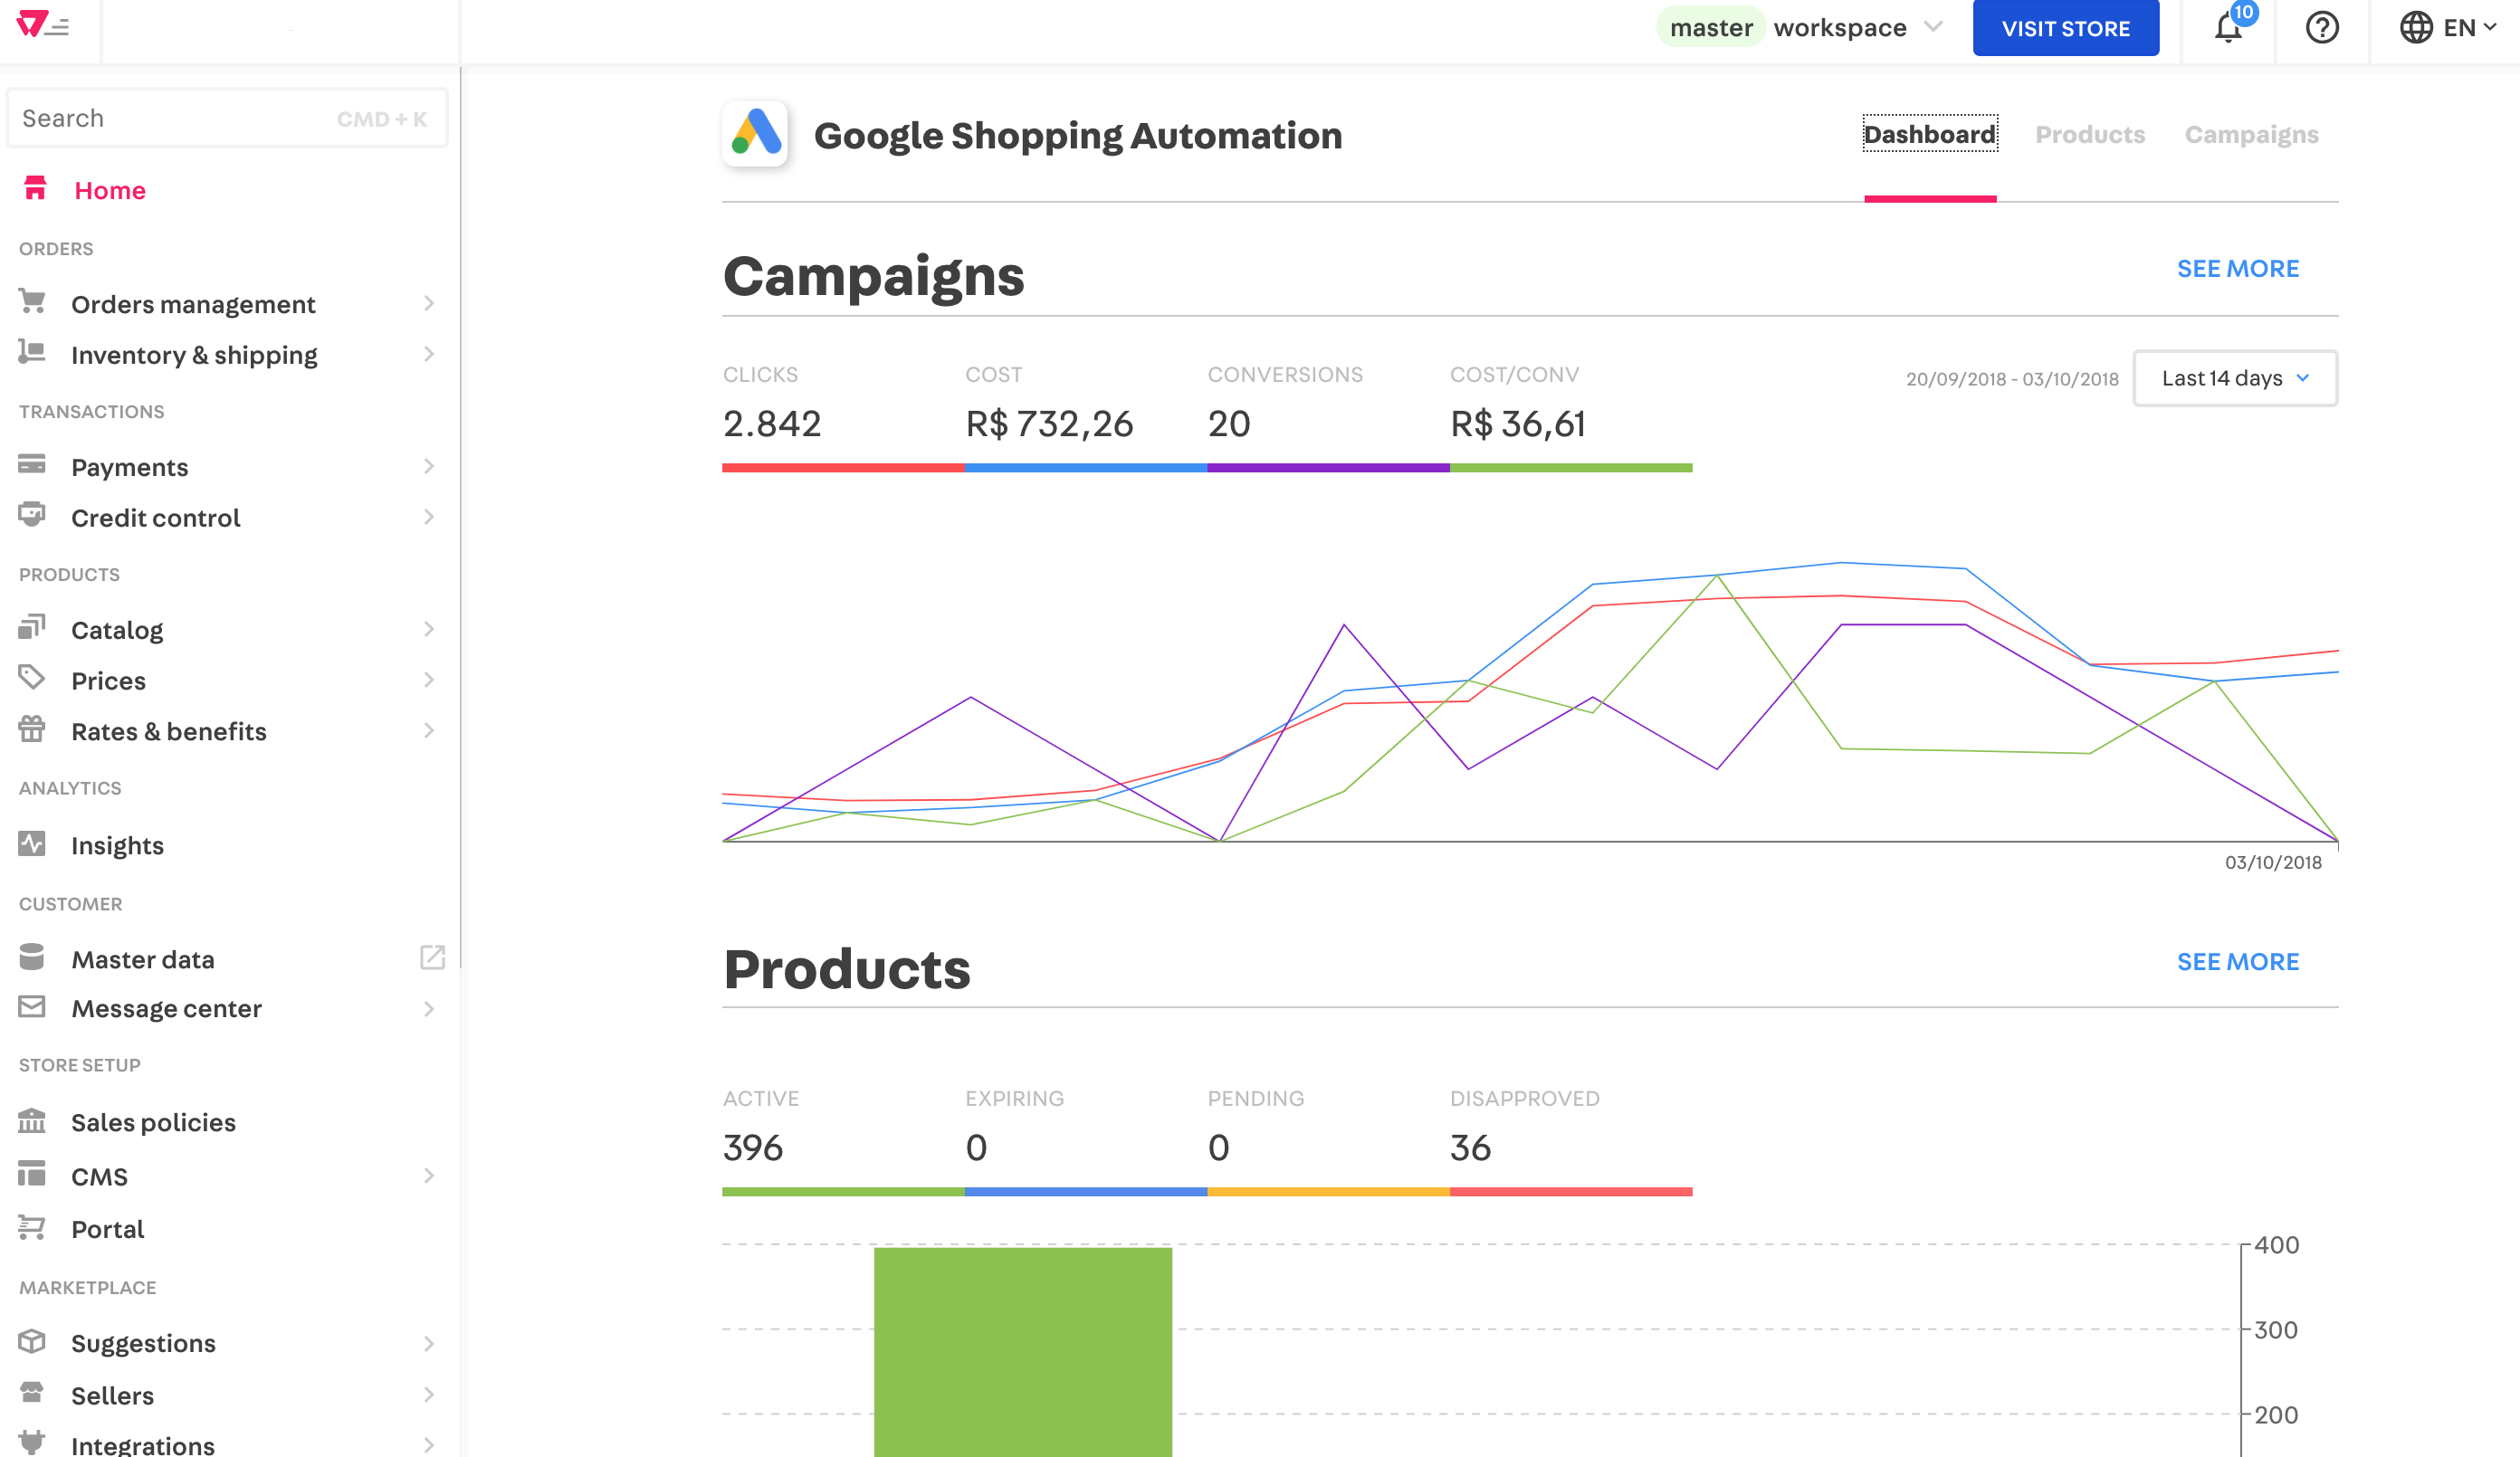 master workspace
VISIT STORE
10
EN
Search
CMD + K
Home
ORDERS
Orders management
Inventory & shipping
TRANSACTIONS
Payments
Credit control
PRODUCTS
Catalog
Prices
Rates & benefits
ANALYTICS
Insights
CUSTOMER
Master data
Message center
STORE SETUP
Sales policies
CMS
Portal
MARKETPLACE
Suggestions
Sellers
Integrations
Google Shopping Automation
Dashboard
Products
Campaigns
Campaigns
SEE MORE
CLICKS
2.842
COST
R$ 732,26
CONVERSIONS
20
COST/CONV
R$ 36,61
20/09/2018 - 03/10/2018
Last 14 days
03/10/2018
Products
SEE MORE
ACTIVE
396
EXPIRING
0
PENDING
0
DISAPPROVED
36
400
300
200